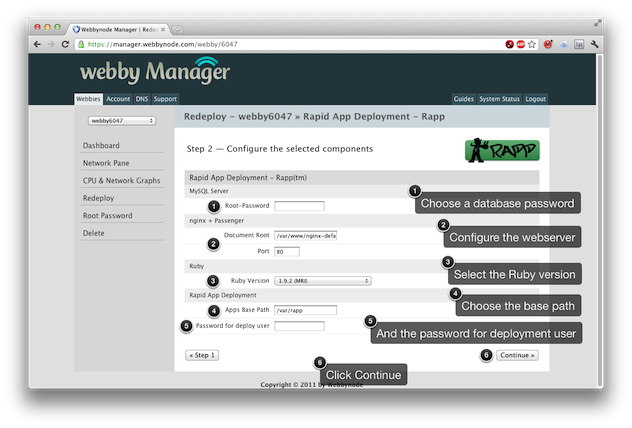 Webbynode Manager | Redepl
https://manager.webbynode.com/webby/6047
webby Manager
Webbies Account DNS Support Guides System Status Logout
webby6047
Redeploy – webby6047 » Rapid App Deployment – Rapp
Dashboard
Network Pane
CPU & Network Graphs
Redeploy
Root Password
Delete
Step 2 — Configure the selected components
RAPP
Rapid App Deployment – Rapp(tm)
MySQL Server
1 Root-Password
1 Choose a database password
nginx + Passenger
2 Document Root /var/www/nginx-defa
Port 80
2 Configure the webserver
Ruby
3 Ruby Version 1.9.2 (MRI)
3 Select the Ruby version
Rapid App Deployment
4 Apps Base Path /var/rapp
4 Choose the base path
5 Password for deploy user
5 And the password for deployment user
« Step 1
6 Continue »
6 Click Continue
Copyright © 2011 by Webbynode